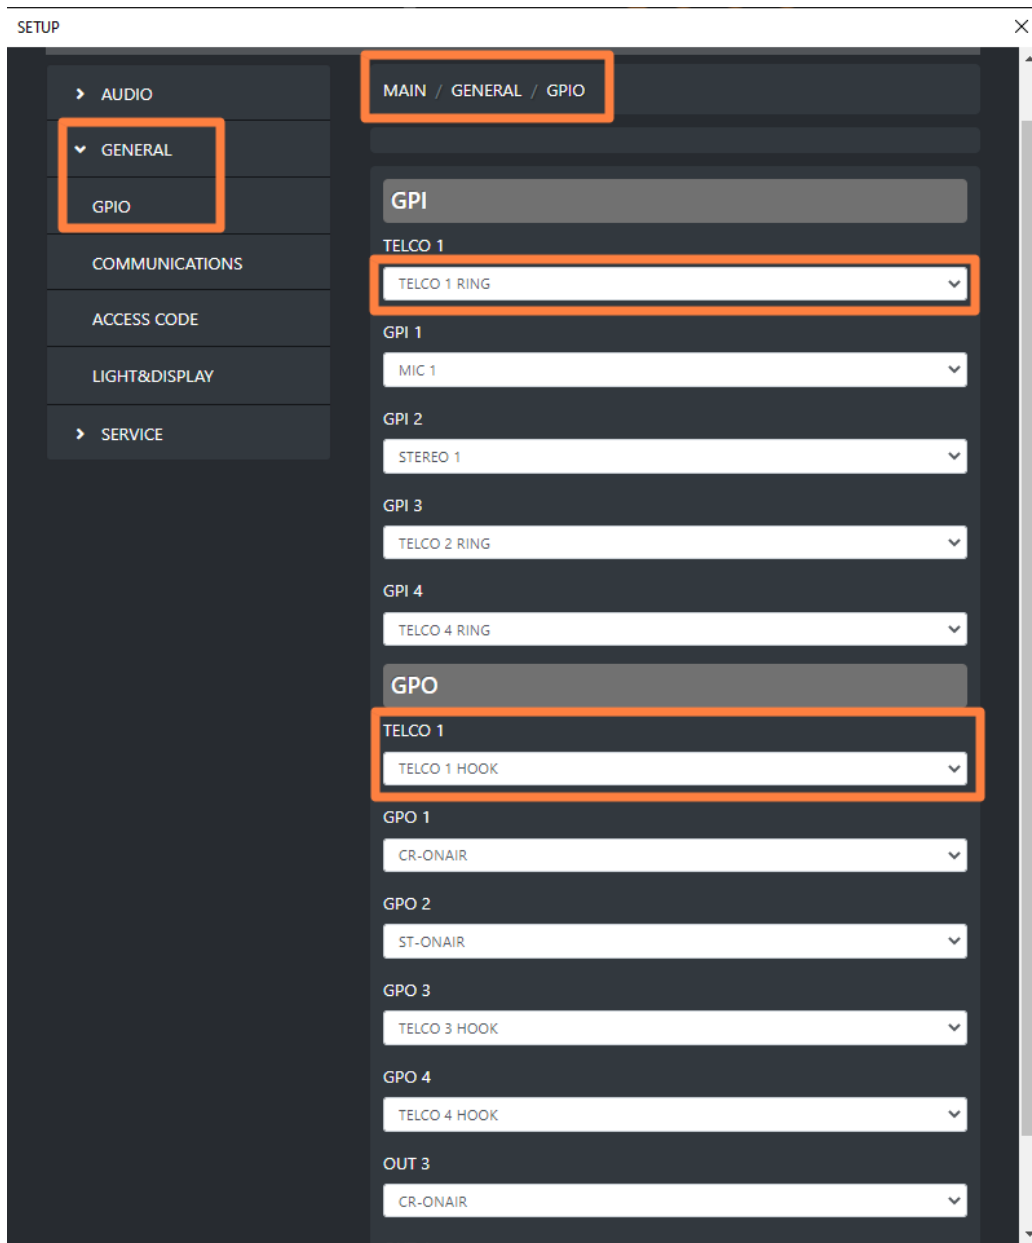 SETUP
AUDIO
GENERAL
GPIO
COMMUNICATIONS
ACCESS CODE
LIGHT&DISPLAY
SERVICE
MAIN / GENERAL / GPIO
GPI
TELCO 1
TELCO 1 RING
GPI 1
MIC 1
GPI 2
STEREO 1
GPI 3
TELCO 2 RING
GPI 4
TELCO 4 RING
GPO
TELCO 1
TELCO 1 HOOK
GPO 1
CR-ONAIR
GPO 2
ST-ONAIR
GPO 3
TELCO 3 HOOK
GPO 4
TELCO 4 HOOK
OUT 3
CR-ONAIR